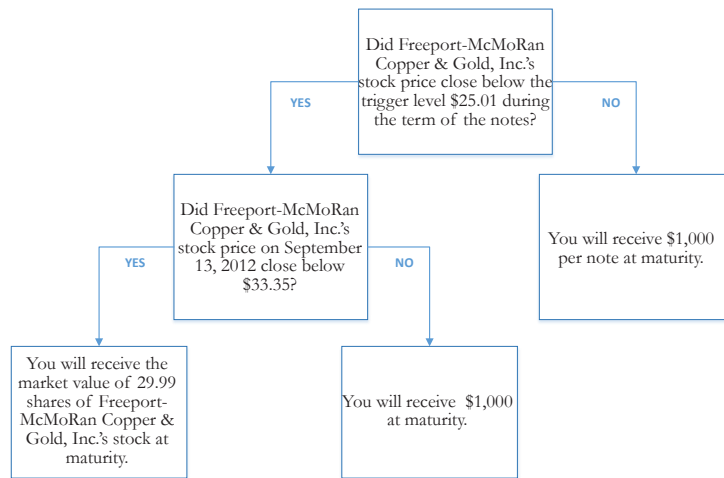 Did Freeport-McMoRan
Copper & Gold, Inc.'s
stock price close below the
trigger level $25.01 during
the term of the notes?
YES
NO
Did Freeport-McMoRan
Copper & Gold, Inc.'s
stock price on September
13, 2012 close below
$33.35?
You will receive $1,000
per note at maturity.
YES
NO
You will receive the
market value of 29.99
shares of Freeport-
McMoRan Copper &
Gold, Inc.'s stock at
maturity.
You will receive $1,000
at maturity.